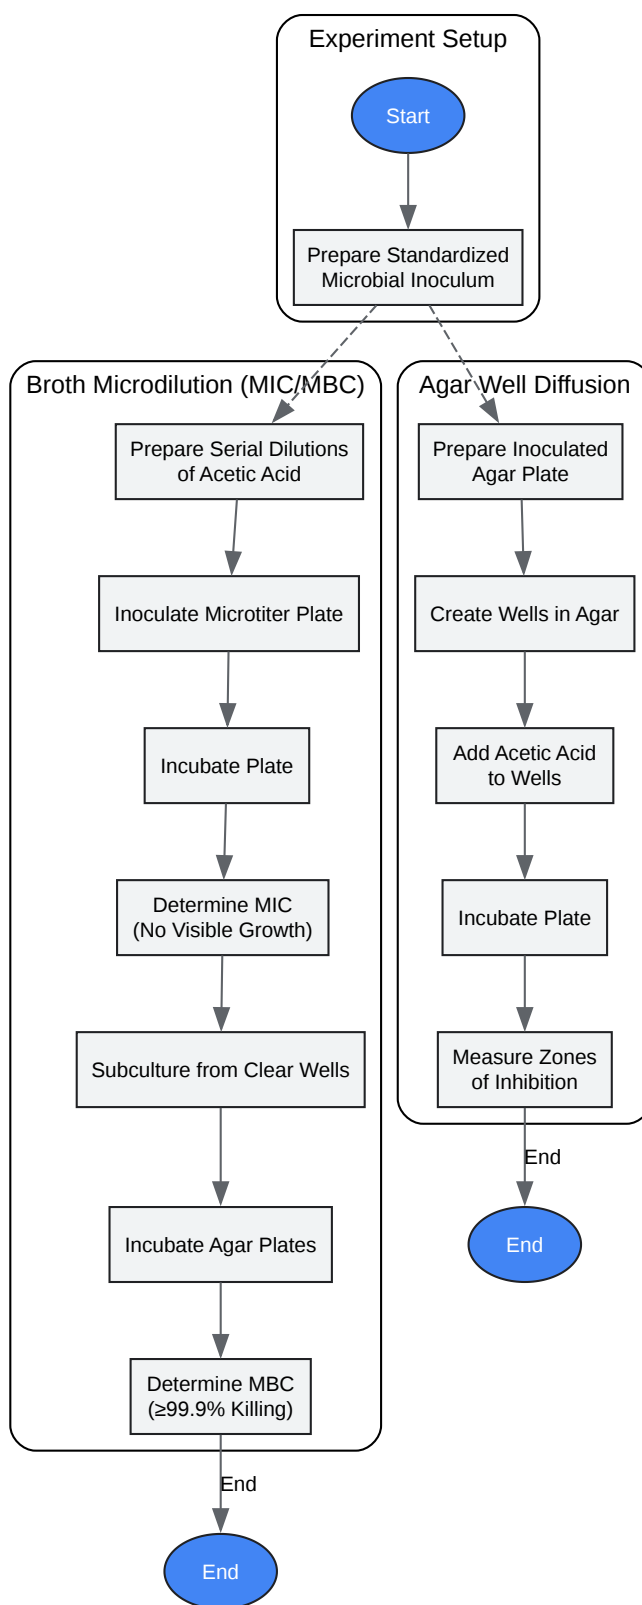 Experiment Setup
Start
Prepare Standardized
Microbial Inoculum
Broth Microdilution (MIC/MBC)
Prepare Serial Dilutions
of Acetic Acid
Inoculate Microtiter Plate
Incubate Plate
Determine MIC
(No Visible Growth)
Subculture from Clear Wells
Incubate Agar Plates
Determine MBC
(≥99.9% Killing)
End
End
Agar Well Diffusion
Prepare Inoculated
Agar Plate
Create Wells in Agar
Add Acetic Acid
to Wells
Incubate Plate
Measure Zones
of Inhibition
End
End